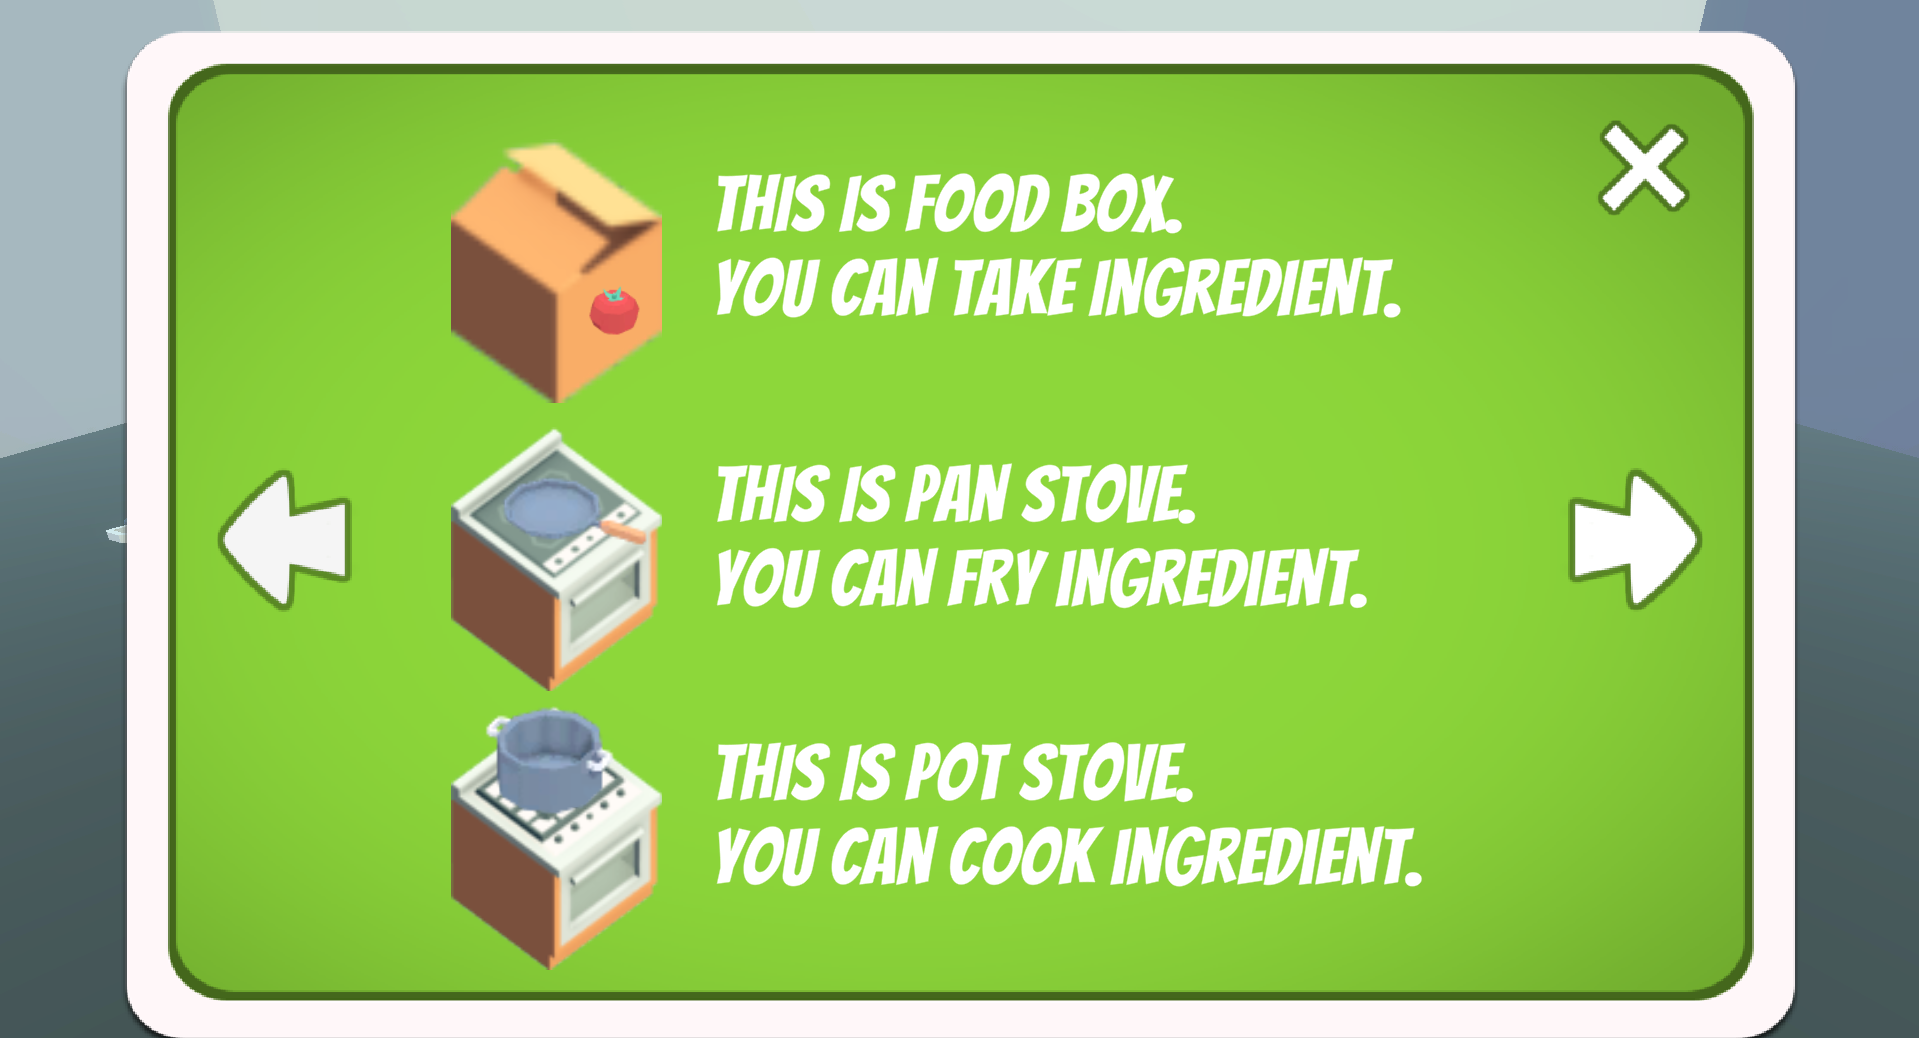 THIS IS FOOD BOX.
YOU CAN TAKE INGREDIENT.
THIS IS PAN STOVE.
YOU CAN FRY INGREDIENT.
THIS IS POT STOVE.
YOU CAN COOK INGREDIENT.